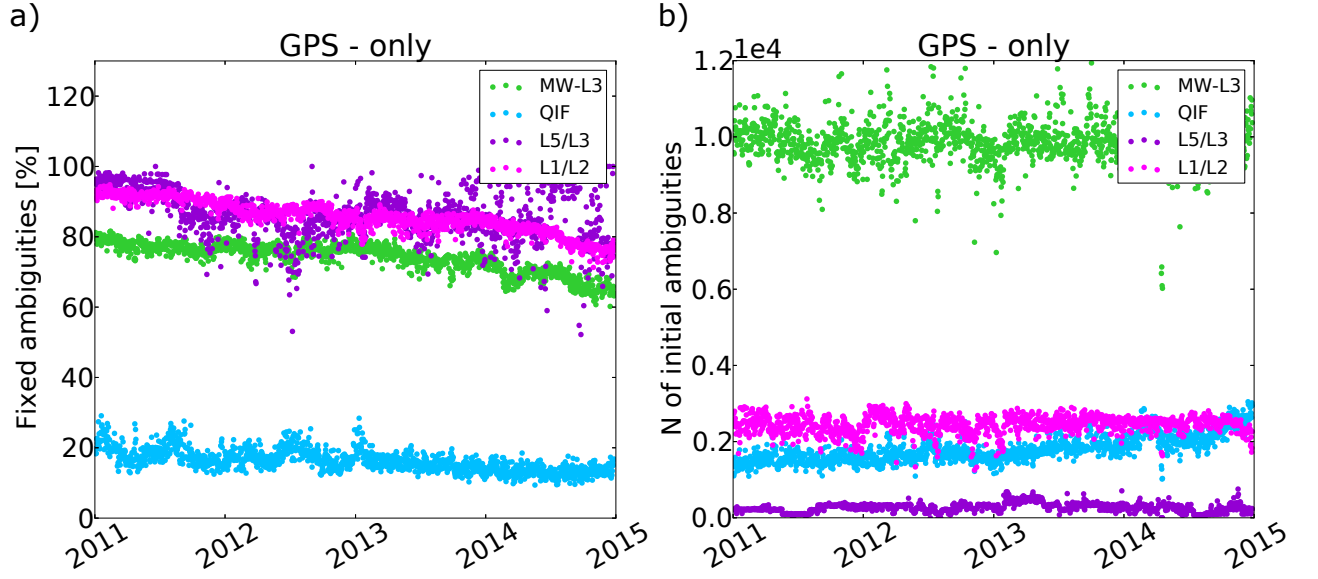 a)
GPS - only
Fixed ambiguities [%]
120
100
80
60
40
20
0
2011 2012 2013 2014 2015
MW-L3
QIF
L5/L3
L1/L2
b)
GPS - only
1e4
N of initial ambiguities
1.2
1.0
0.8
0.6
0.4
0.2
0.0
2011 2012 2013 2014 2015
MW-L3
QIF
L5/L3
L1/L2